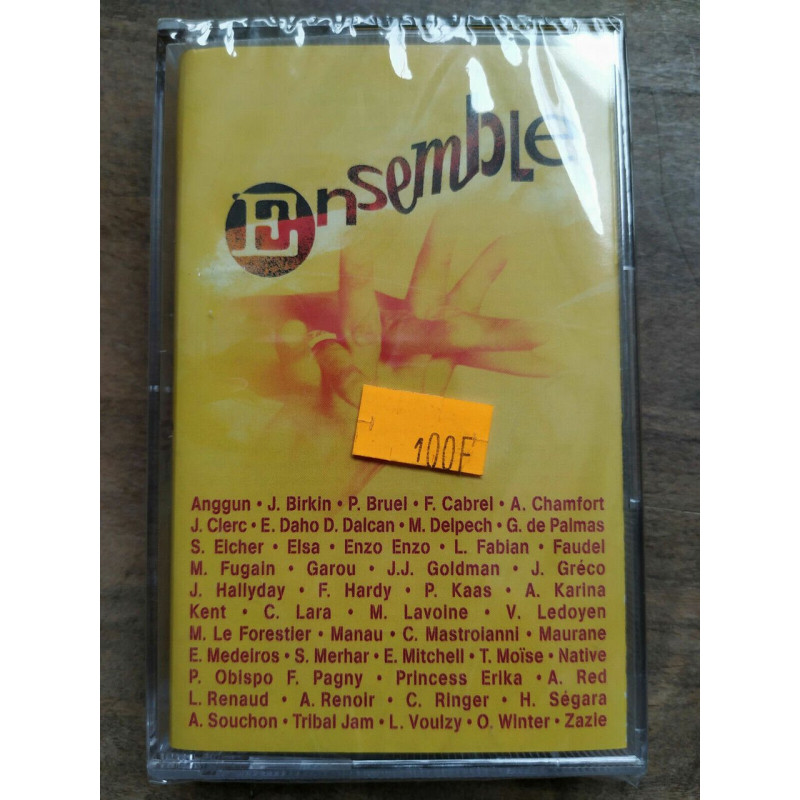 Ensemble
100F
Anggun • J. Birkin • P. Bruel • F. Cabrel • A. Chamfort
J. Clerc • E. Daho D. Dalcan • M. Delpech • G. de Palmas
S. Eicher • Elsa • Enzo Enzo • L. Fabian • Faudel
M. Fugain • Garou • J.J. Goldman • J. Gréco
J. Hallyday • F. Hardy • P. Kaas • A. Karina
Kent • C. Lara • M. Lavoine • V. Ledoyen
M. Le Forestier • Manau • C. Mastroianni • Maurane
E. Medeiros • S. Merhar • E. Mitchell • T. Moïse • Native
P. Obispo F. Pagny • Princess Erika • A. Red
L. Renaud • A. Renoir • C. Ringer • H. Ségara
A. Souchon • Tribal Jam • L. Voulzy • O. Winter • Zazie